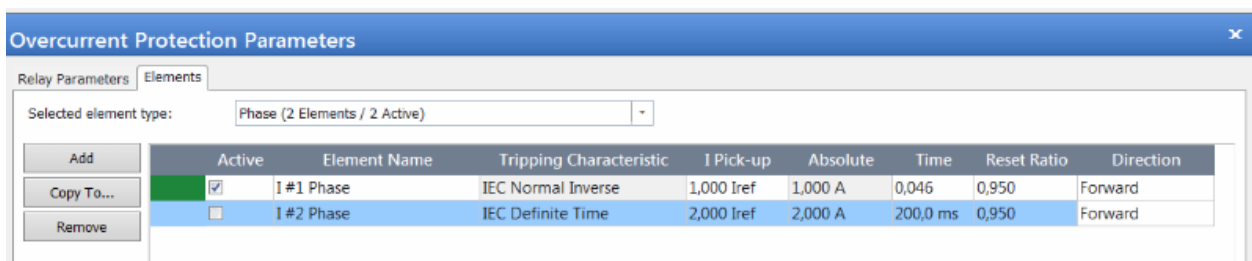 Overcurrent Protection Parameters x
Relay Parameters Elements
Selected element type: Phase (2 Elements / 2 Active)
Add
Copy To...
Remove
Active Element Name Tripping Characteristic I Pick-up Absolute Time Reset Ratio Direction
I #1 Phase IEC Normal Inverse 1,000 Iref 1,000 A 0,046 0,950 Forward
I #2 Phase IEC Definite Time 2,000 Iref 2,000 A 200,0 ms 0,950 Forward